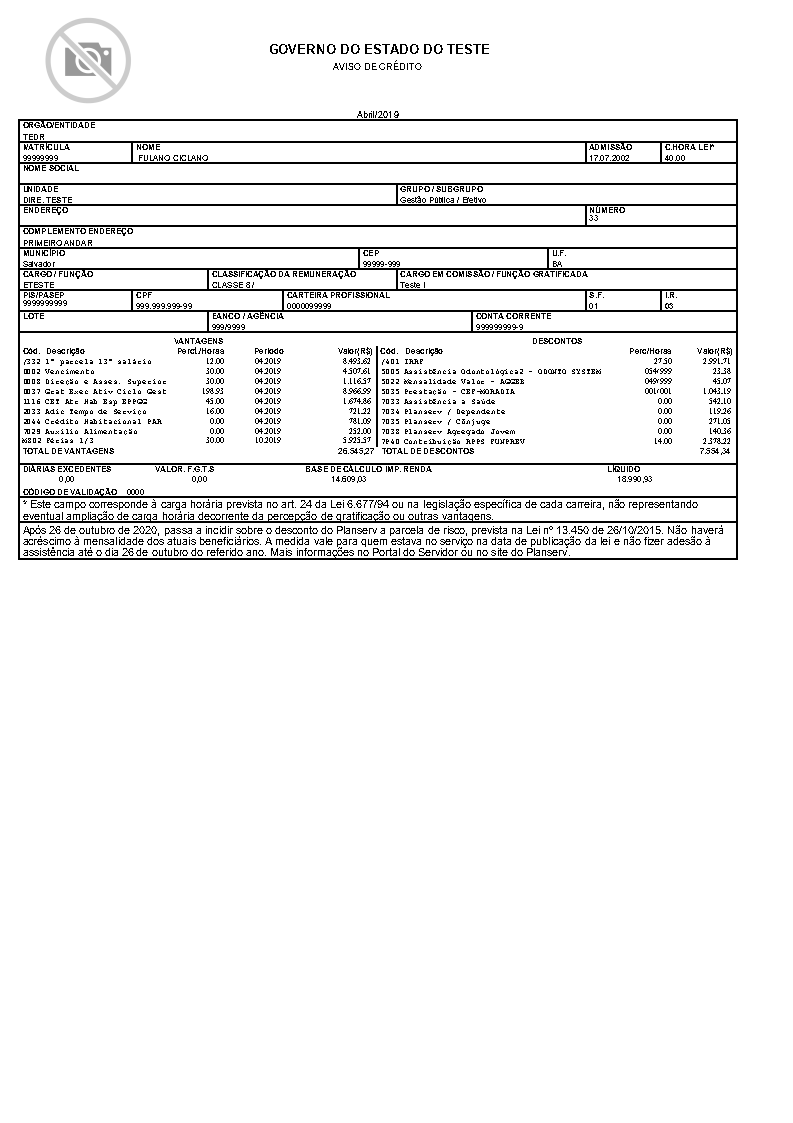 GOVERNO DO ESTADO DO TESTE
AVISO DE CRÉDITO
Abril/2019
ORGÃO/ENTIDADE
TEDR
MATRÍCULA NOME ADMISSÃO C.HORA LEI*
99999999 FULANO CICLANO 17.07.2002 40,00
NOME SOCIAL
UNIDADE GRUPO / SUBGRUPO
DIRE. TESTE Gestão Pública / Efetivo
ENDEREÇO NÚMERO
33
COMPLEMENTO ENDEREÇO
PRIMEIRO ANDAR
MUNICÍPIO CEP U.F.
Salvador 99999-999 BA
CARGO / FUNÇÃO CLASSIFICAÇÃO DA REMUNERAÇÃO CARGO EM COMISSÃO / FUNÇÃO GRATIFICADA
ETESTE CLASSE 8 / Teste I
PIS/PASEP CPF CARTEIRA PROFISSIONAL S.F. I.R.
9999999999 999.999.999-99 0000099999 01 03
LOTE BANCO / AGÊNCIA CONTA CORRENTE
999/9999 999999999-9
VANTAGENS DESCONTOS
Cód. Descrição Perc./Horas Período Valor(R$) Cód. Descrição Perc/Horas Valor(R$)
/332 1ª parcela 13º salário 12.00 04.2019 8.493,62 /401 IRRF 27,50 2.991,71
0002 Vencimento 30.00 04.2019 4.507,61 5005 Assistência Odontológica2 - ODONTO SYSTEM 054/999 23,38
0008 Direção e Asses. Superior 30.00 04.2019 1.116,57 5022 Mensalidade Valor - AGGEB 049/999 45,07
0037 Grat Exec Ativ Ciclo Gest 198.93 04.2019 8.966,99 5035 Prestação - CEF-MORADIA 001/001 1.043,19
1116 CET Atr Hab Esp EPPGG 45.00 04.2019 1.674,86 7033 Assistência a Saúde 0.00 542,10
2033 Adic Tempo de Serviço 16.00 04.2019 721,22 7034 Planserv / Dependente 0.00 119,26
2044 Crédito Habitacional PAR 0.00 04.2019 781,09 7035 Planserv / Cônjuge 0.00 271,05
7029 Auxílio Alimentação 0.00 04.2019 252,00 7038 Planserv Agregado Jovem 0.00 140,36
M802 Férias 1/3 30.00 10.2019 5.925,57 7P40 Contribuição RPPS FUNPREV 14.00 2.378,22
TOTAL DE VANTAGENS 26.545,27 TOTAL DE DESCONTOS 7.554,34
DIÁRIAS EXCEDENTES VALOR. F.G.T.S BASE DE CÁLCULO IMP. RENDA LÍQUIDO
0,00 0,00 14.609,03 18.990,93
CÓDIGO DE VALIDAÇÃO 0000
* Este campo corresponde à carga horária prevista no art. 24 da Lei 6.677/94 ou na legislação específica de cada carreira, não representando
eventual ampliação de carga horária decorrente da percepção de gratificação ou outras vantagens.
Após 26 de outubro de 2020, passa a incidir sobre o desconto do Planserv a parcela de risco, prevista na Lei nº 13.450 de 26/10/2015. Não haverá
acréscimo à mensalidade dos atuais beneficiários. A medida vale para quem estava no serviço na data de publicação da lei e não fizer adesão à
assistência até o dia 26 de outubro do referido ano. Mais informações no Portal do Servidor ou no site do Planserv.